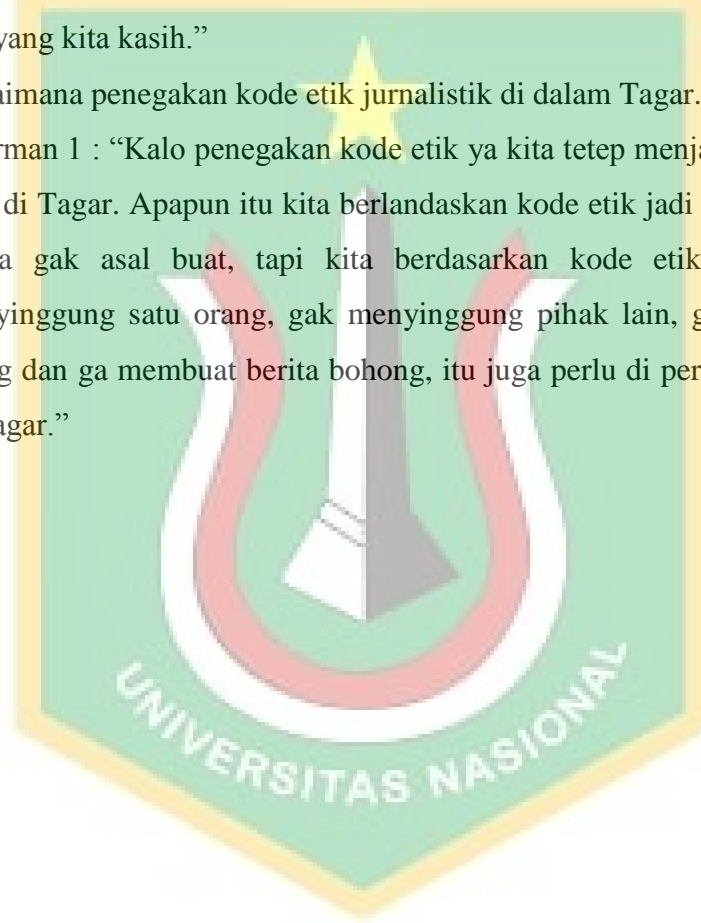 yang kita kasih.”
aimana penegakan kode etik jurnalistik di dalam Tagar.
rman 1 : “Kalo penegakan kode etik ya kita tetep menja
di Tagar. Apapun itu kita berlandaskan kode etik jadi
a gak asal buat, tapi kita berdasarkan kode etik
yinggung satu orang, gak menyinggung pihak lain, g
g dan ga membuat berita bohong, itu juga perlu di per
agar.”
UNIVERSITAS NASIONAL